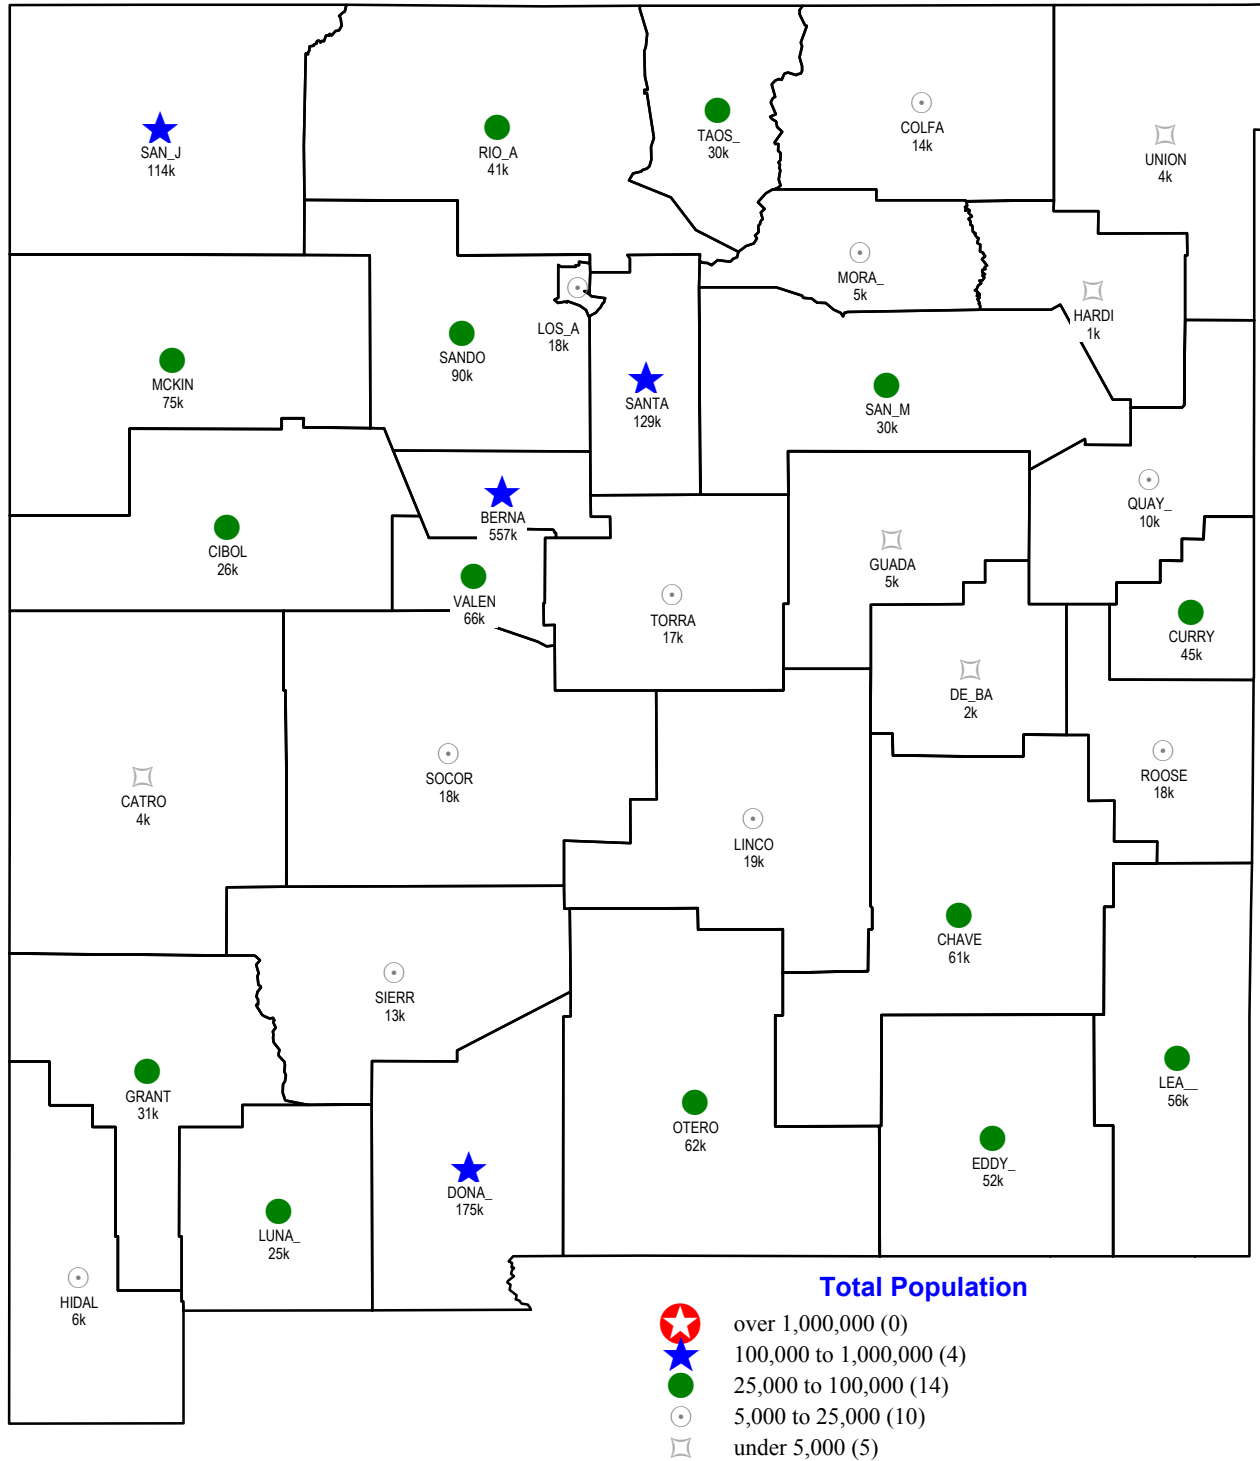 SAN_J
114k
RIO_A
41k
TAOS_
30k
COLFA
14k
UNION
4k
MORA_
5k
HARDI
1k
LOS_A
18k
SANDO
90k
MCKIN
75k
SANTA
129k
SAN_M
30k
QUAY_
10k
BERNA
557k
CIBOL
26k
GUADA
5k
VALEN
66k
TORRA
17k
CURRY
45k
DE_BA
2k
SOCOR
18k
ROOSE
18k
CATRO
4k
LINCO
19k
CHAVE
61k
SIERR
13k
GRANT
31k
LEA__
56k
OTERO
62k
EDDY_
52k
DONA_
175k
LUNA_
25k
HIDAL
6k
Total Population
over 1,000,000 (0)
100,000 to 1,000,000 (4)
25,000 to 100,000 (14)
5,000 to 25,000 (10)
under 5,000 (5)